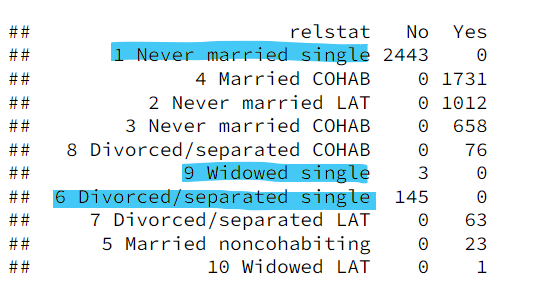 ## relstat No Yes
## 1 Never married single 2443 0
## 4 Married COHAB 0 1731
## 2 Never married LAT 0 1012
## 3 Never married COHAB 0 658
## 8 Divorced/separated COHAB 0 76
## 9 Widowed single 3 0
## 6 Divorced/separated single 145 0
## 7 Divorced/separated LAT 0 63
## 5 Married noncohabiting 0 23
## 10 Widowed LAT 0 1